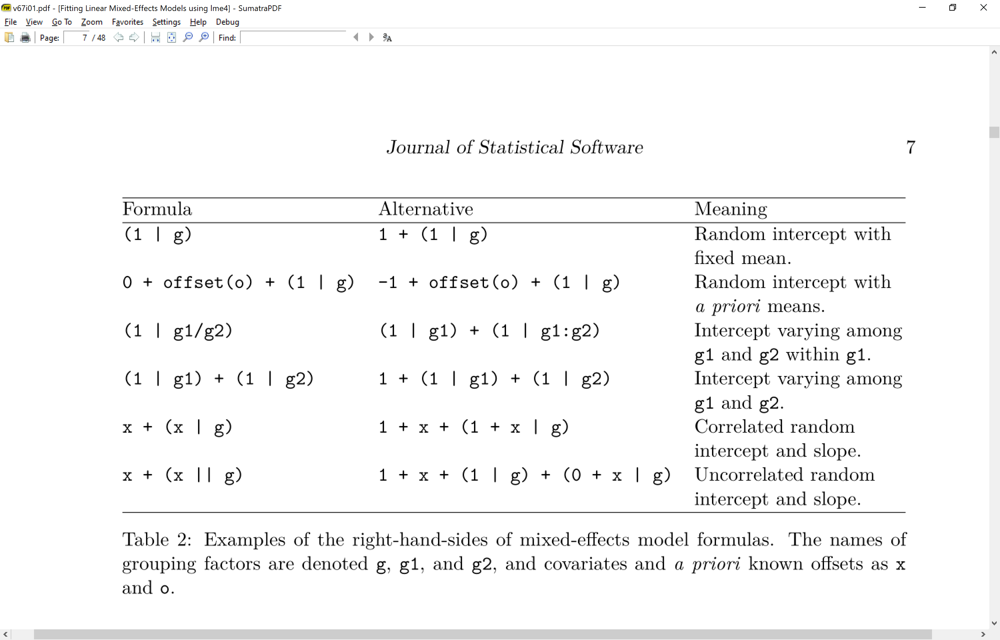 v67i01.pdf - [Fitting Linear Mixed-Effects Models using lme4] - SumatraPDF
File View Go To Zoom Favorites Settings Help Debug
Page: 7 / 48 Find:
Journal of Statistical Software 7
Formula Alternative Meaning
(1 | g) 1 + (1 | g) Random intercept with
fixed mean.
0 + offset(o) + (1 | g) -1 + offset(o) + (1 | g) Random intercept with
a priori means.
(1 | g1/g2) (1 | g1) + (1 | g1:g2) Intercept varying among
g1 and g2 within g1.
(1 | g1) + (1 | g2) 1 + (1 | g1) + (1 | g2) Intercept varying among
g1 and g2.
x + (x | g) 1 + x + (1 + x | g) Correlated random
intercept and slope.
x + (x || g) 1 + x + (1 | g) + (0 + x | g) Uncorrelated random
intercept and slope.
Table 2: Examples of the right-hand-sides of mixed-effects model formulas. The names of
grouping factors are denoted g, g1, and g2, and covariates and a priori known offsets as x
and o.